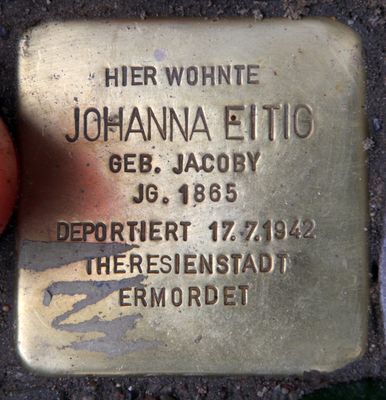 HIER WOHNTE
JOHANNA EITIG
GEB. JACOBY
JG. 1865
DEPORTIERT 17.7.1942
THERESIENSTADT
ERMORDET